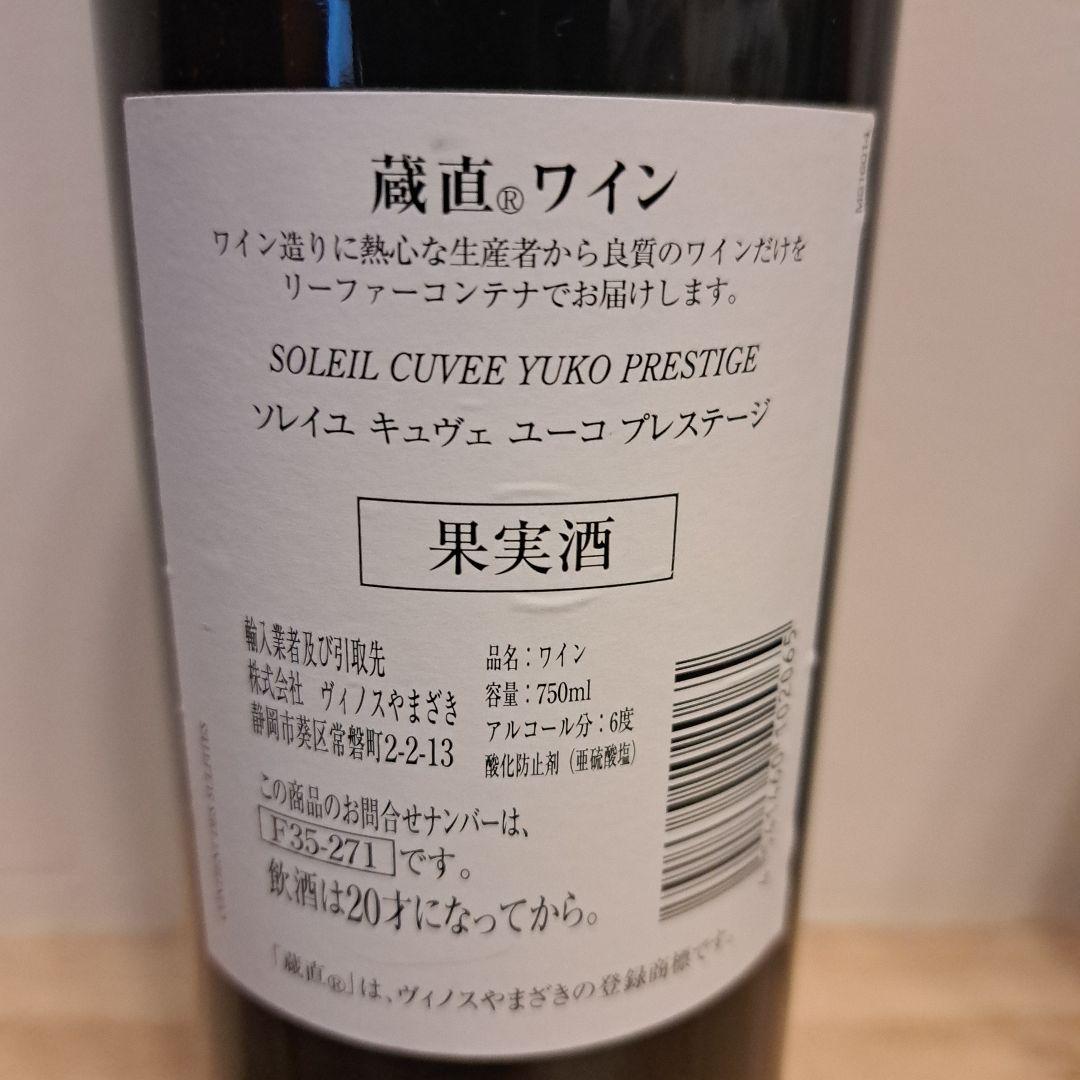 蔵直®ワイン
ワイン造りに熱心な生産者から良質のワインだけを
リーファーコンテナでお届けします。
SOLEIL CUVEE YUKO PRESTIGE
ソレイユ キュヴェ ユーコ プレステージ
果実酒
輸入業者及び引取先
株式会社 ヴィノスやまざき
静岡市葵区常磐町2-2-13
品名：ワイン
容量：750ml
アルコール分：6度
酸化防止剤（亜硫酸塩）
この商品のお問合せナンバーは、
F35-271です。
飲酒は20才になってから。
「蔵直®」は、ヴィノスやまざきの登録商標です。